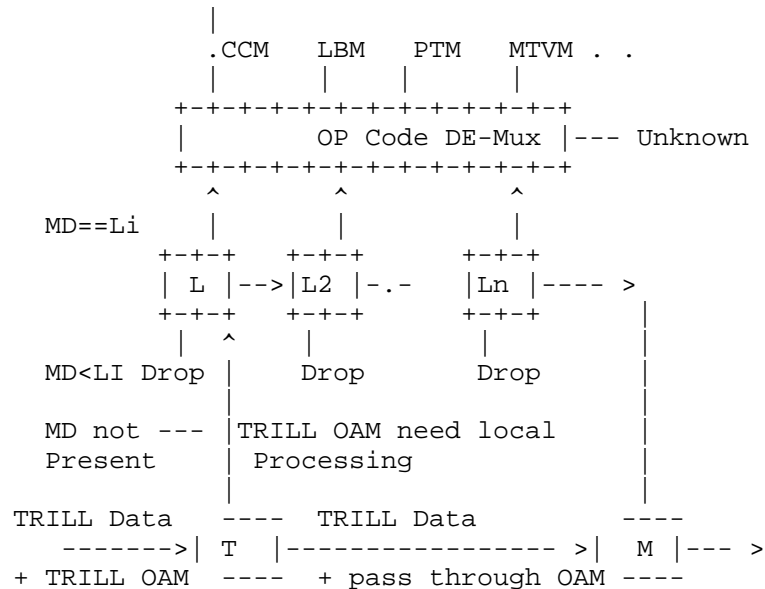 .CCM LBM PTM MTVM . .
OP Code DE-Mux |--- Unknown
MD==Li
| L |-->|L2 |-.- |Ln |---- >
MD<LI Drop | Drop Drop
MD not --- |TRILL OAM need local
Present | Processing
TRILL Data ---- TRILL Data ----
------->| T |----------------- >| M |--- >
+ TRILL OAM ---- + pass through OAM ----